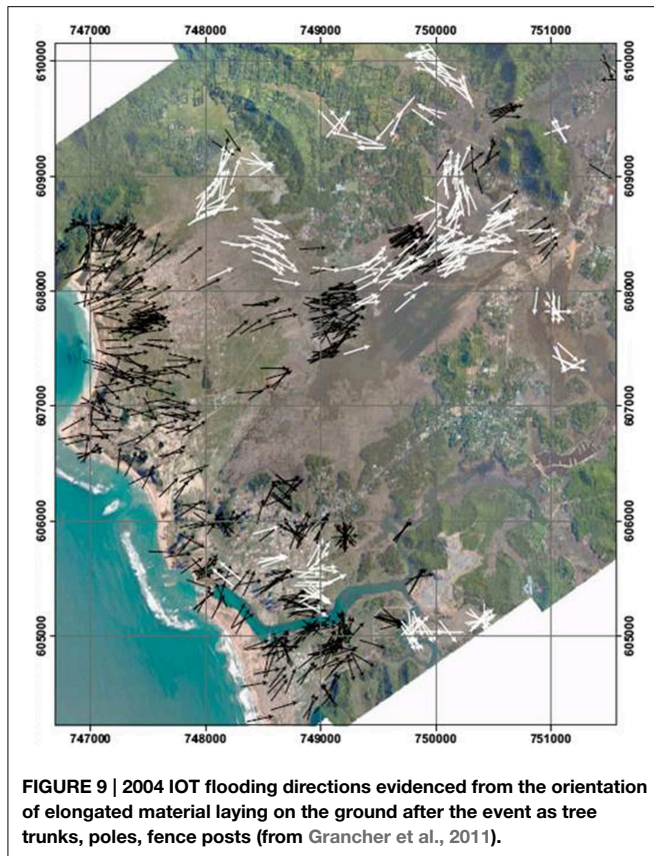 747000 748000 749000 750000 751000
610000 610000
609000 609000
608000 608000
607000 607000
606000 606000
605000 605000
747000 748000 749000 750000 751000
FIGURE 9 | 2004 IOT flooding directions evidenced from the orientation
of elongated material laying on the ground after the event as tree
trunks, poles, fence posts (from Grancher et al., 2011).